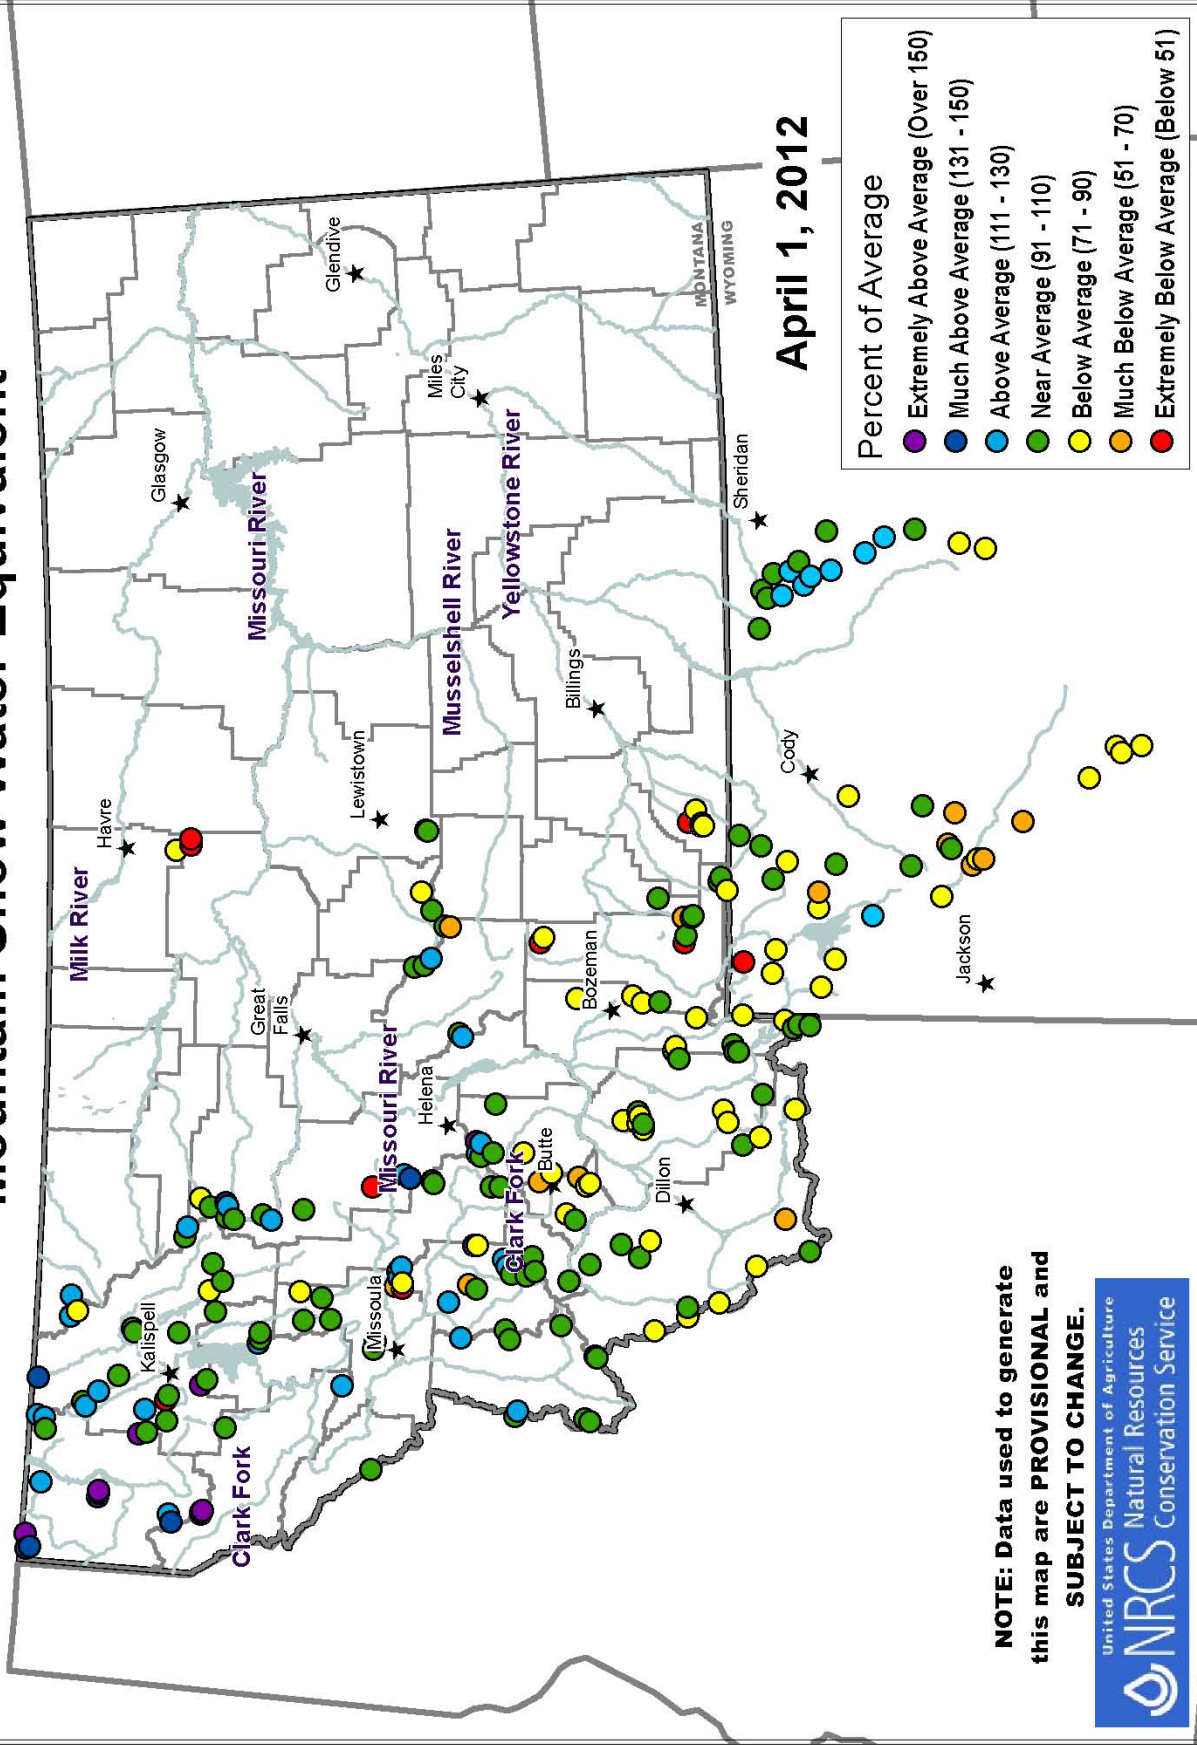 Mountain Snow Water Equivalent
Milk River
Havre
Glasgow
Kalispell
Great
Falls
Missouri River
Glendive
Clark Fork
Lewistown
Missoula
Missouri River
Helena
Musselshell River
Miles
City
Yellowstone River
Clark Fork
Butte
Bozeman
Billings
Dillon
MONTANA
WYOMING
Sheridan
Cody
Jackson
April 1, 2012
Percent of Average
Extremely Above Average (Over 150)
Much Above Average (131 - 150)
Above Average (111 - 130)
Near Average (91 - 110)
Below Average (71 - 90)
Much Below Average (51 - 70)
Extremely Below Average (Below 51)
NOTE: Data used to generate
this map are PROVISIONAL and
SUBJECT TO CHANGE.
United States Department of Agriculture
NRCS Natural Resources
Conservation Service